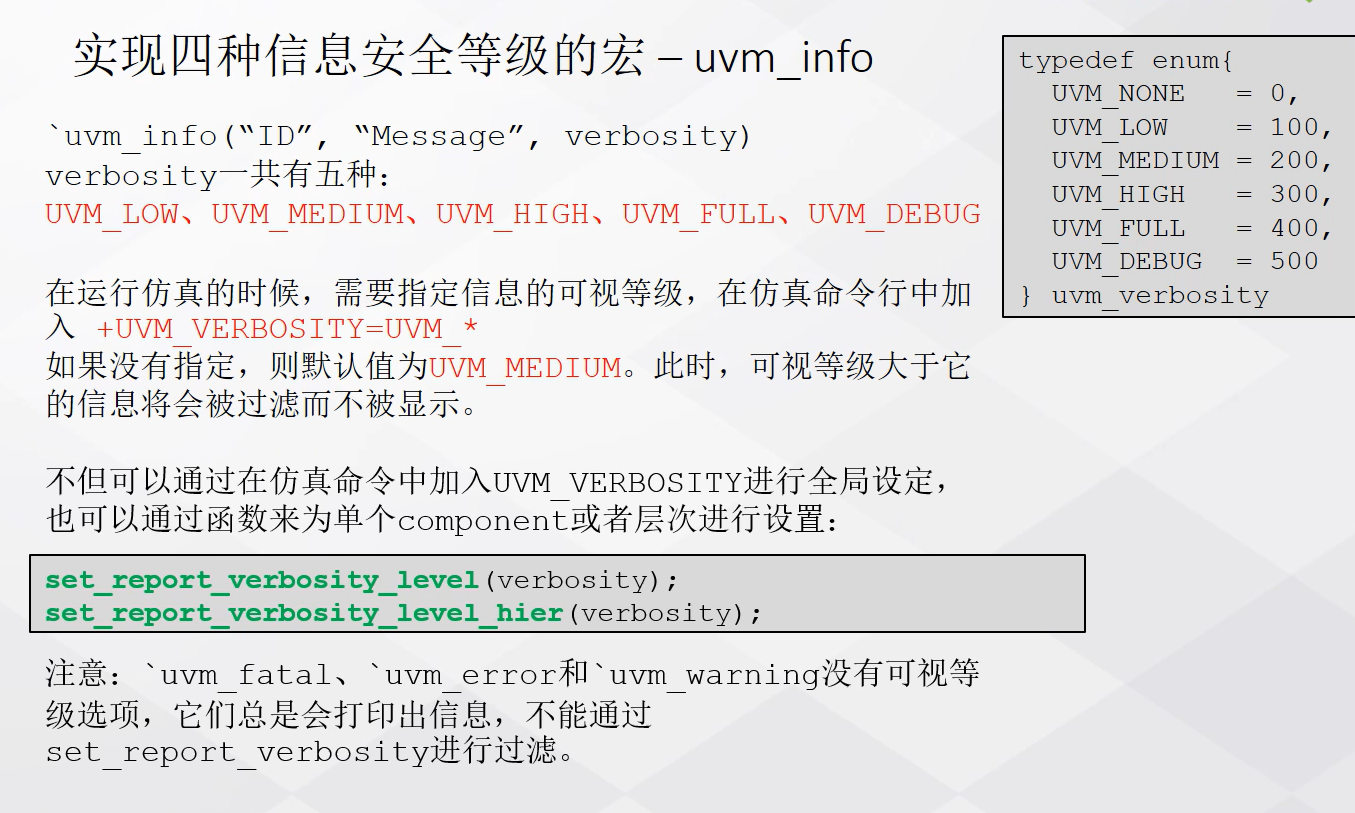 实现四种信息安全等级的宏 – uvm_info
`uvm_info(“ID”, “Message”, verbosity)
verbosity一共有五种：
UVM_LOW、UVM_MEDIUM、UVM_HIGH、UVM_FULL、UVM_DEBUG
在运行仿真的时候，需要指定信息的可视等级，在仿真命令行中加
入 +UVM_VERBOSITY=UVM_*
如果没有指定，则默认值为UVM_MEDIUM。此时，可视等级大于它
的信息将会被过滤而不被显示。
不但可以通过在仿真命令中加入UVM_VERBOSITY进行全局设定，
也可以通过函数来为单个component或者层次进行设置：
set_report_verbosity_level(verbosity);
set_report_verbosity_level_hier(verbosity);
注意：`uvm_fatal、`uvm_error和`uvm_warning没有可视等
级选项，它们总是会打印出信息，不能通过
set_report_verbosity进行过滤。
typedef enum{
UVM_NONE = 0,
UVM_LOW = 100,
UVM_MEDIUM = 200,
UVM_HIGH = 300,
UVM_FULL = 400,
UVM_DEBUG = 500
} uvm_verbosity